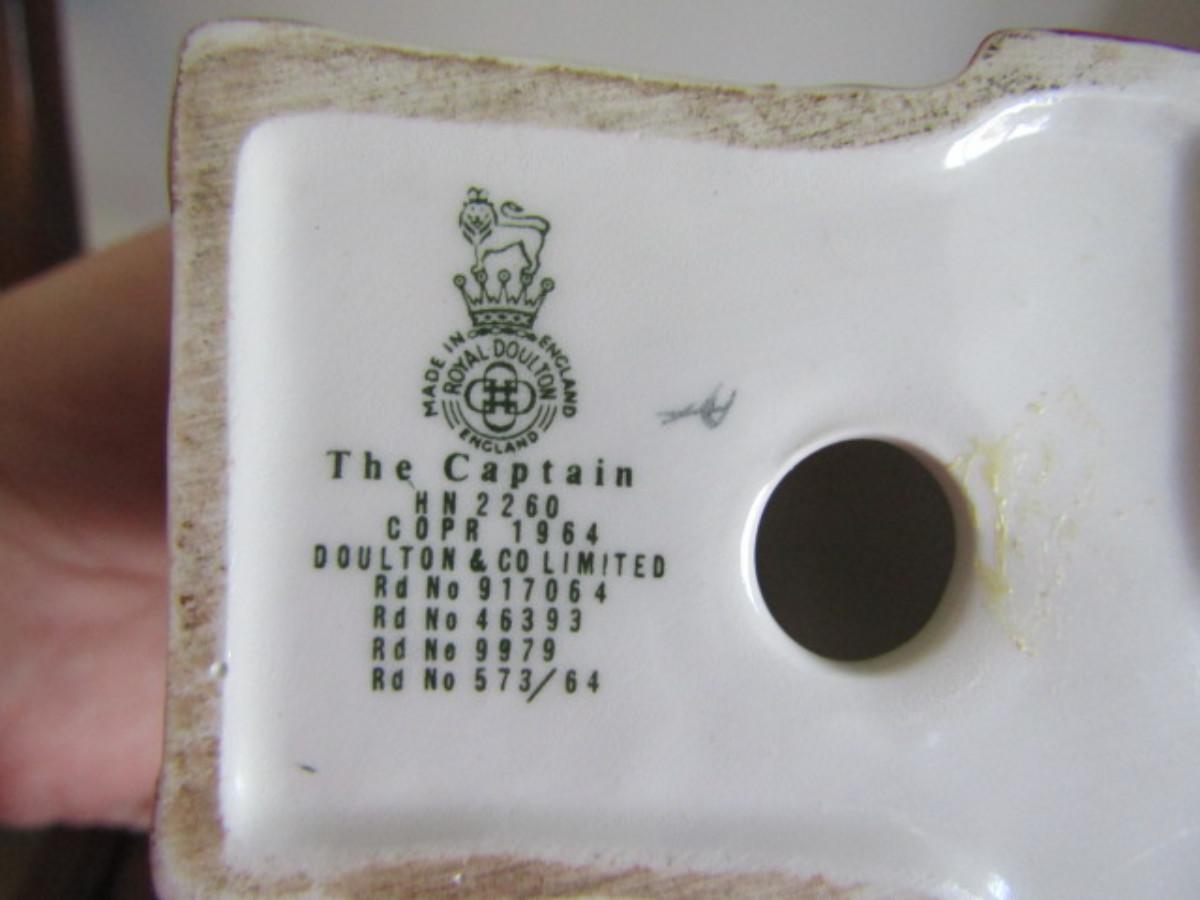 MADE IN ENGLAND
ROYAL DOULTON
ENGLAND
The Captain
HN 2260
COPR 1964
DOULTON & CO LIMITED
Rd No 917064
Rd No 46393
Rd No 9979
Rd No 573/64